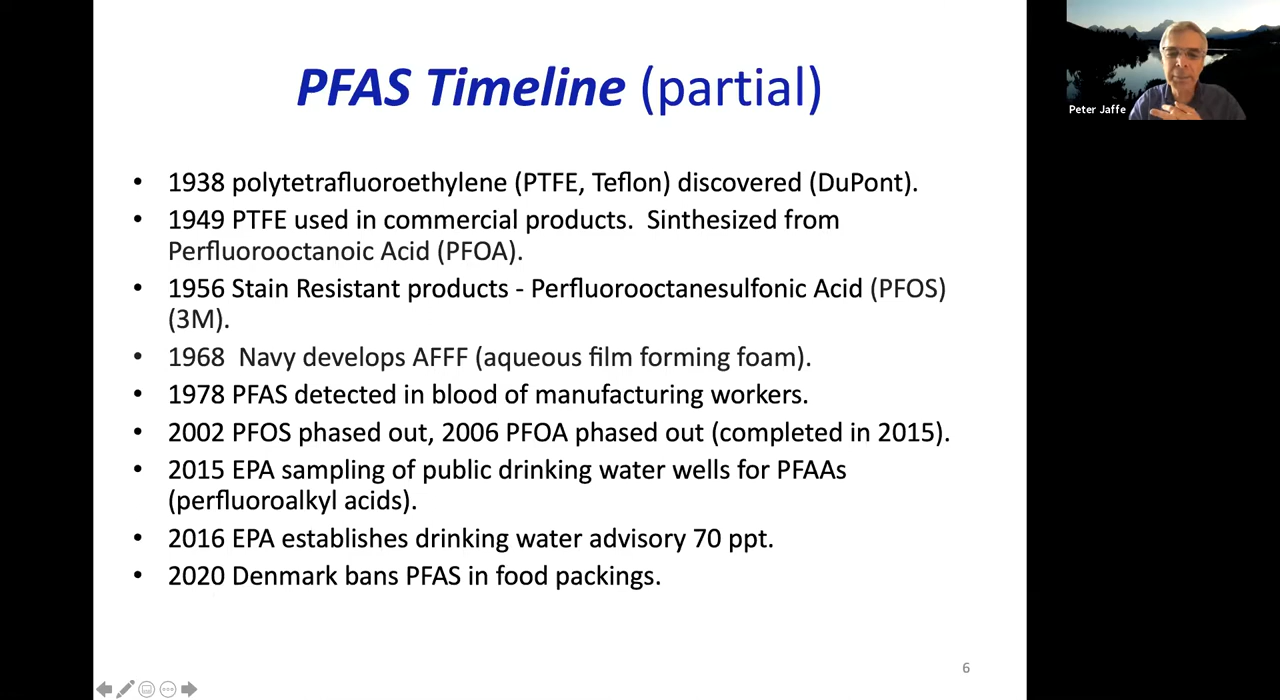 PFAS Timeline (partial)
Peter Jaffe
• 1938 polytetrafluoroethylene (PTFE, Teflon) discovered (DuPont).
• 1949 PTFE used in commercial products.  Sinthesized from
Perfluorooctanoic Acid (PFOA).
• 1956 Stain Resistant products - Perfluorooctanesulfonic Acid (PFOS)
(3M).
• 1968  Navy develops AFFF (aqueous film forming foam).
• 1978 PFAS detected in blood of manufacturing workers.
• 2002 PFOS phased out, 2006 PFOA phased out (completed in 2015).
• 2015 EPA sampling of public drinking water wells for PFAAs
(perfluoroalkyl acids).
• 2016 EPA establishes drinking water advisory 70 ppt.
• 2020 Denmark bans PFAS in food packings.
6